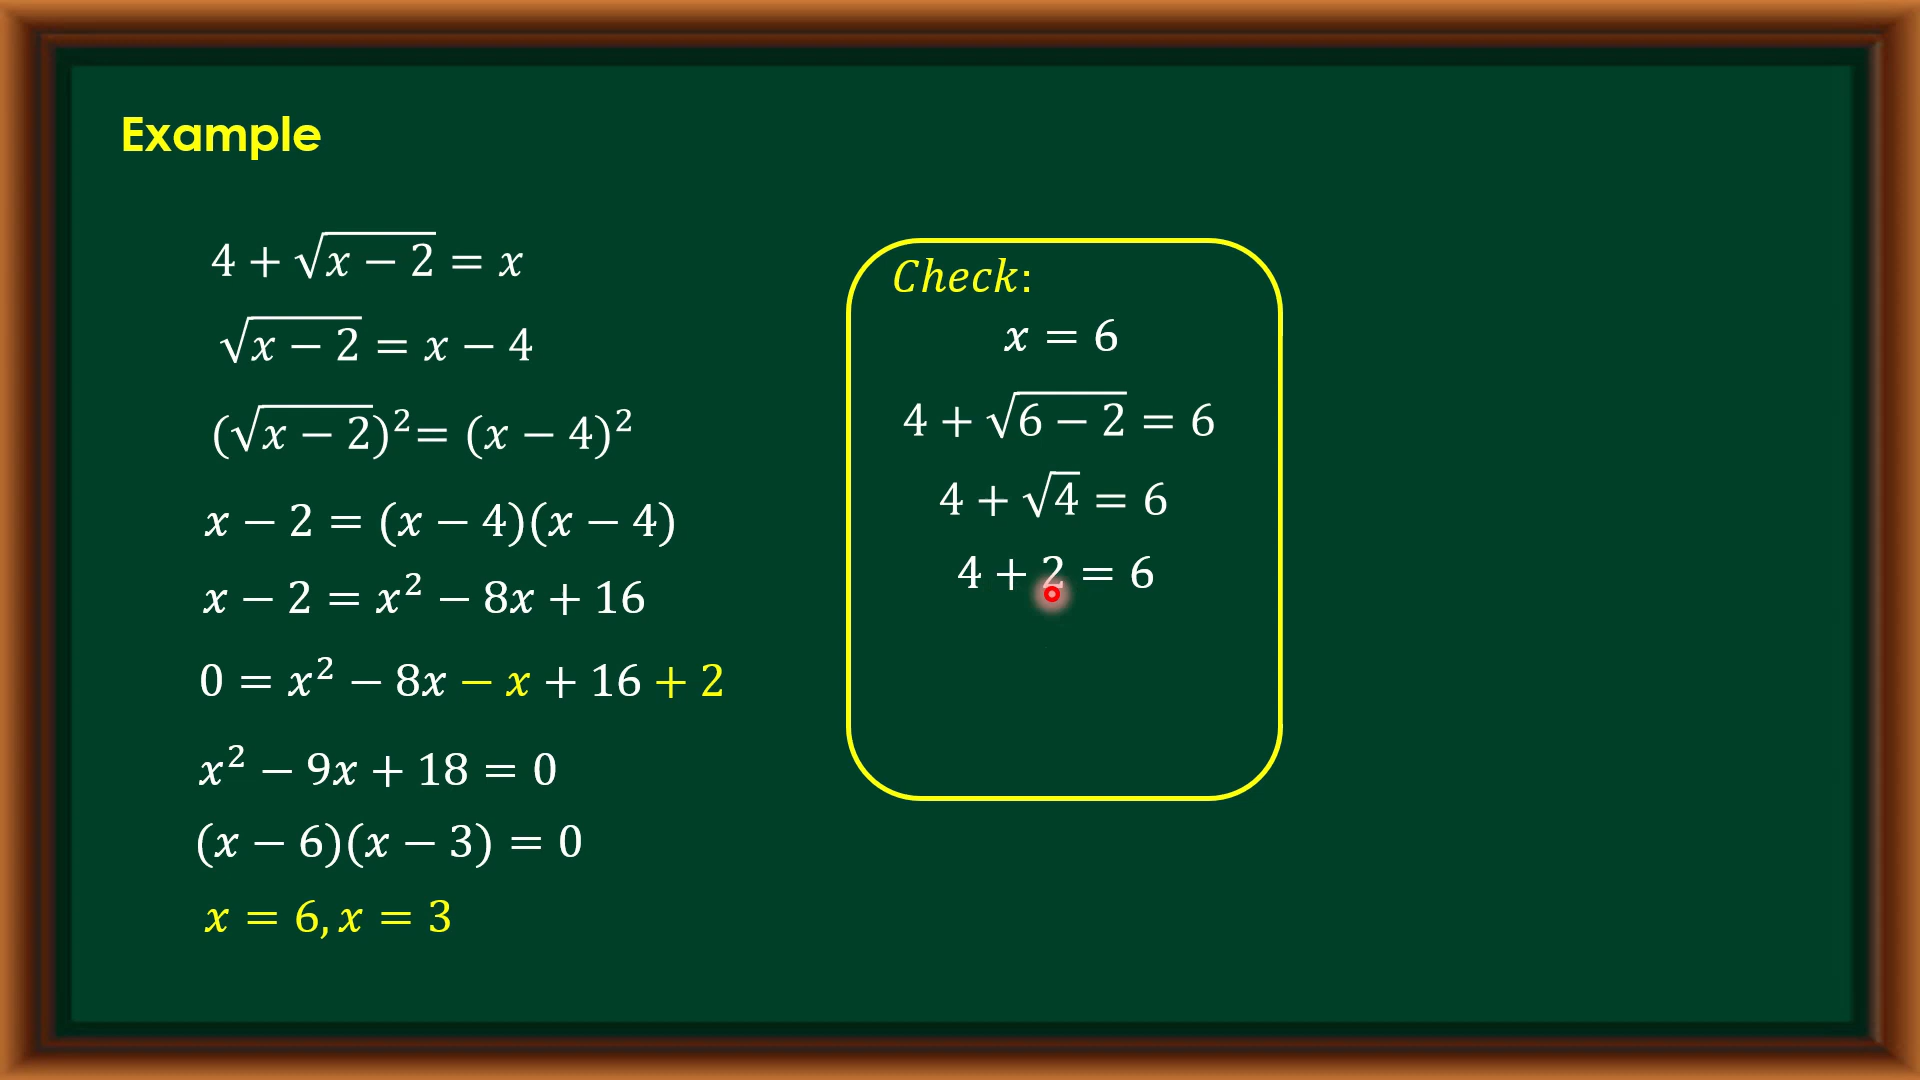 Example
4 + √(x − 2) = x
√(x − 2) = x − 4
(√(x − 2))² = (x − 4)²
x − 2 = (x − 4)(x − 4)
x − 2 = x² − 8x + 16
0 = x² − 8x − x + 16 + 2
x² − 9x + 18 = 0
(x − 6)(x − 3) = 0
x = 6, x = 3
Check:
x = 6
4 + √(6 − 2) = 6
4 + √4 = 6
4 + 2 = 6